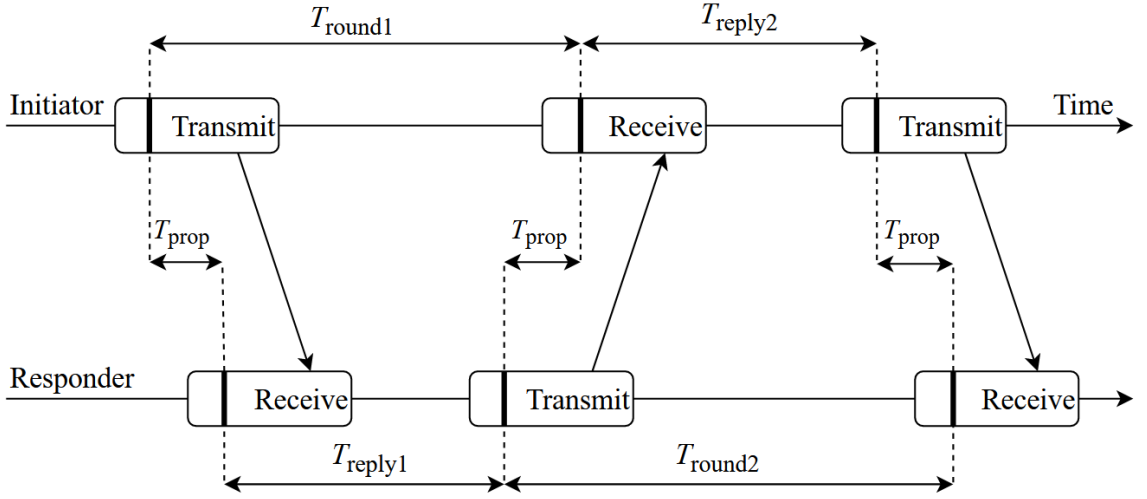 T_round1 T_reply2
Initiator Transmit Receive Transmit Time
T_prop T_prop T_prop
Responder Receive Transmit Receive
T_reply1 T_round2